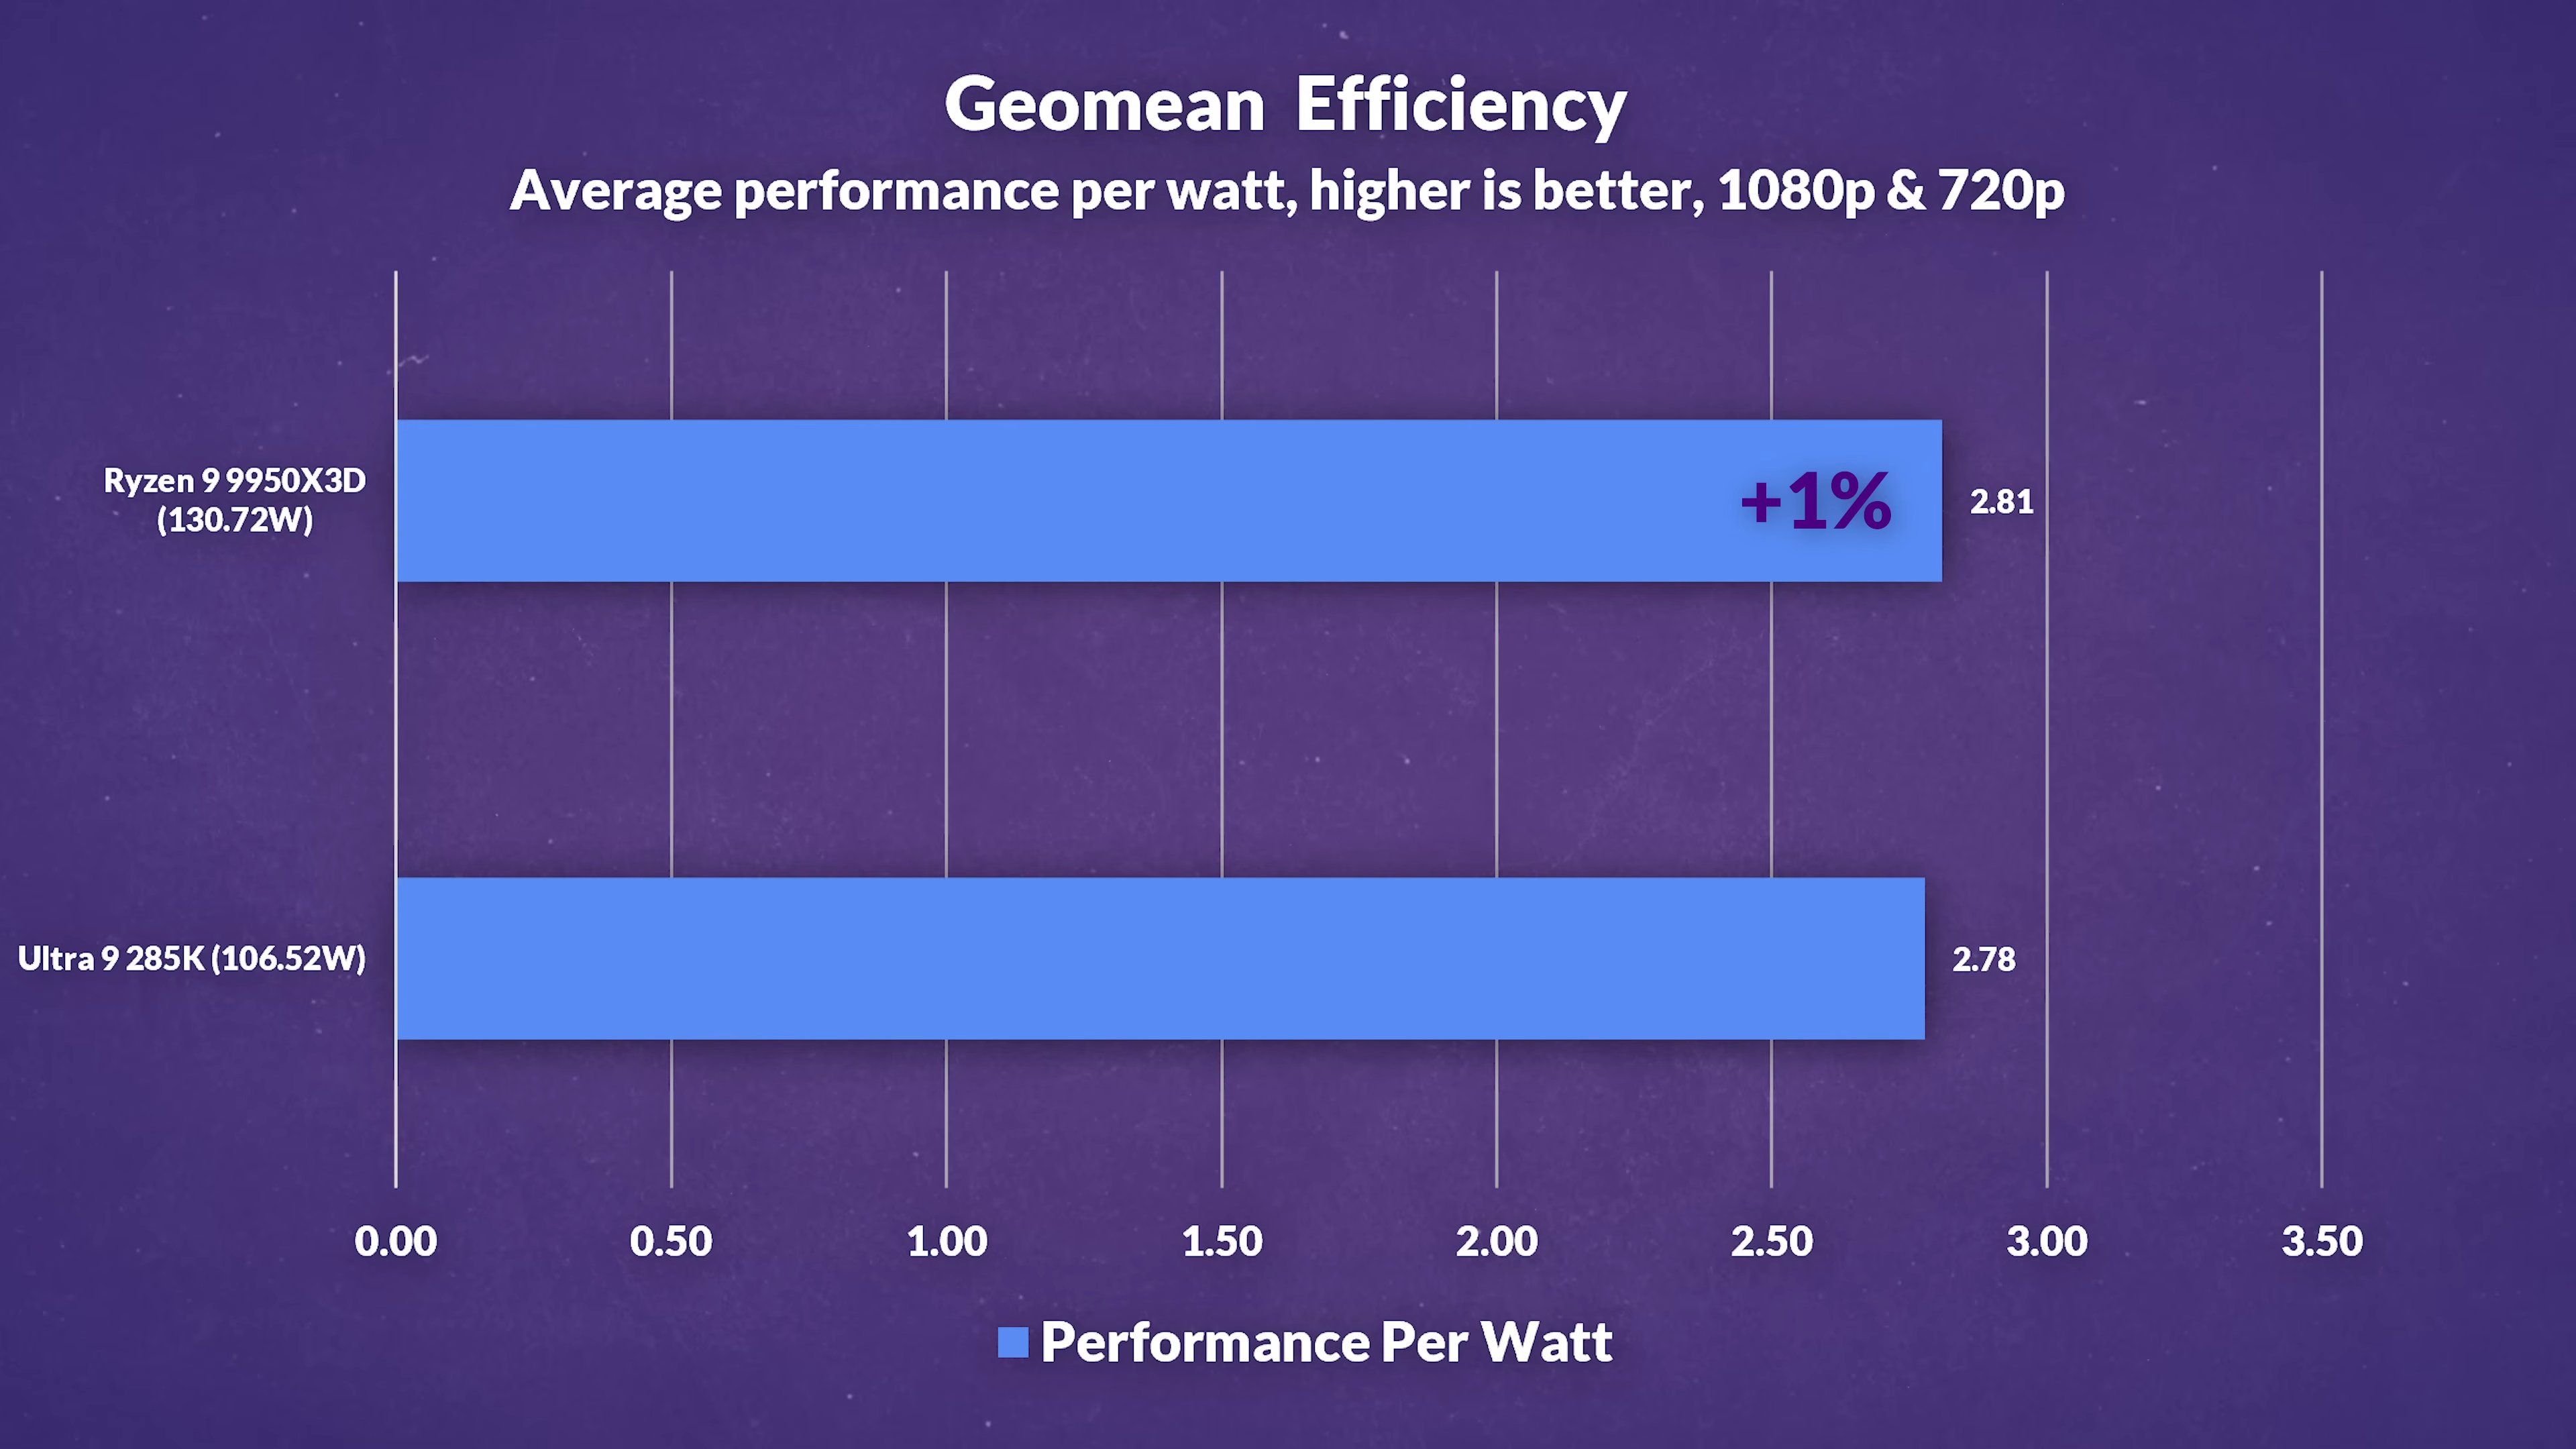 Geomean Efficiency
Average performance per watt, higher is better, 1080p & 720p
Ryzen 9 9950X3D
(130.72W)
+1%
2.81
Ultra 9 285K (106.52W)
2.78
0.00 0.50 1.00 1.50 2.00 2.50 3.00 3.50
Performance Per Watt